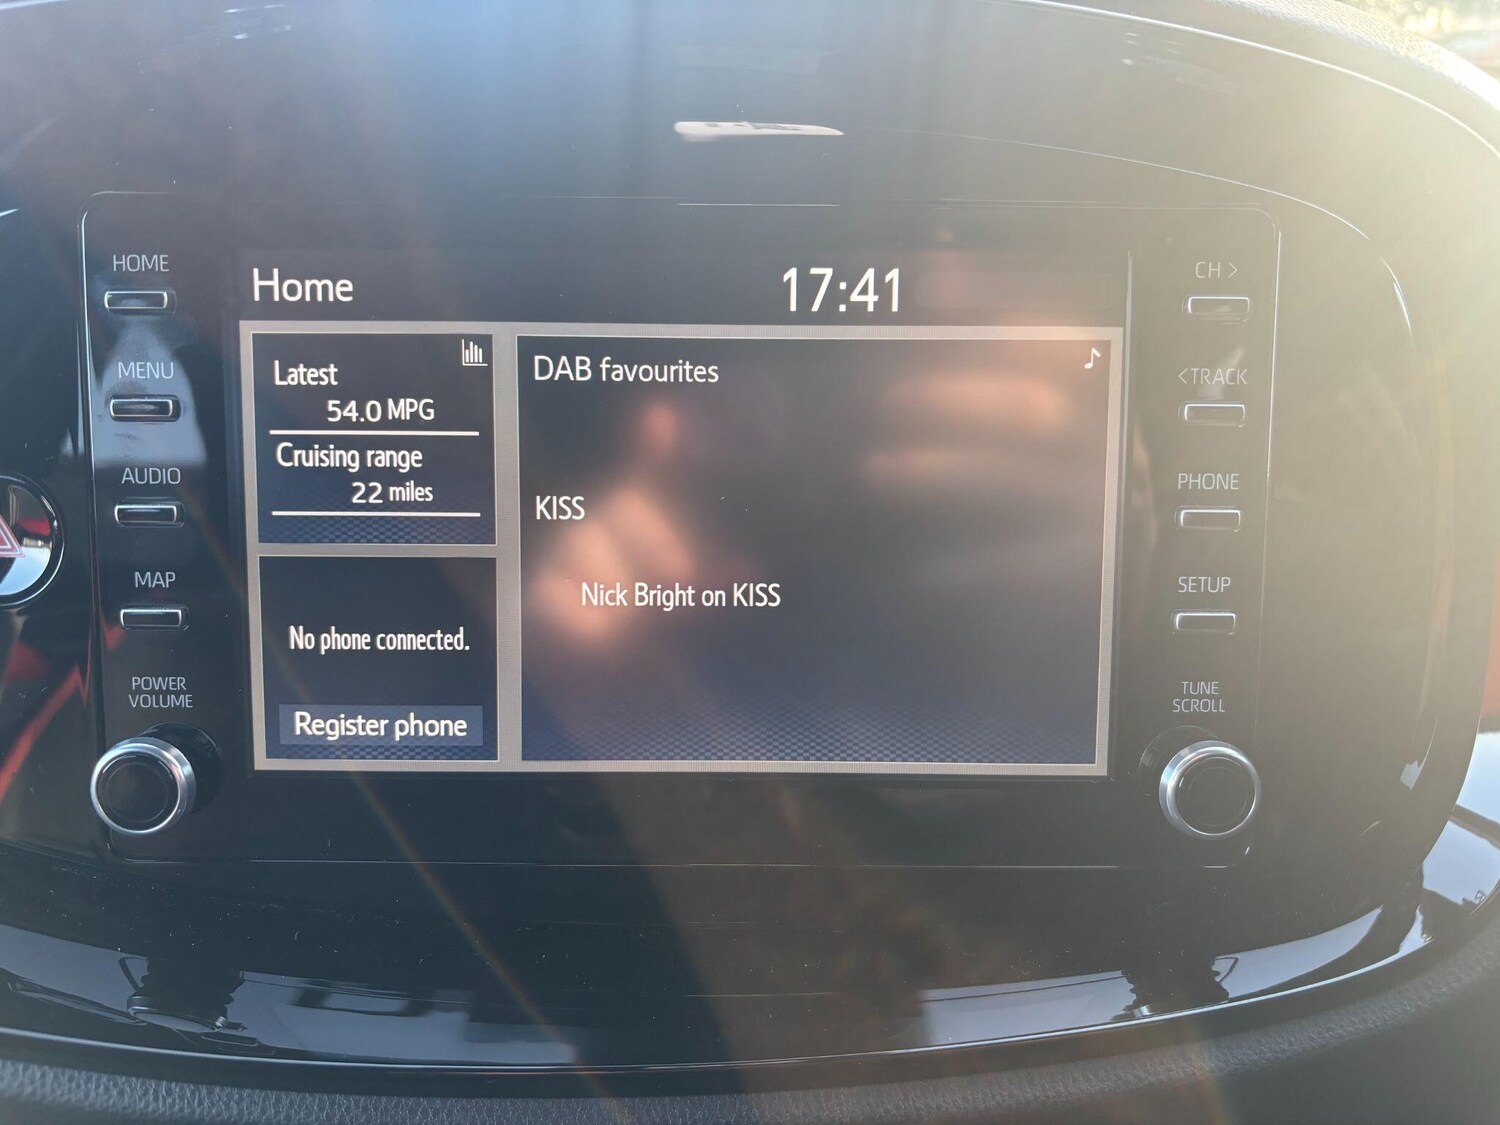 HOME
MENU
AUDIO
MAP
POWER
VOLUME
Home
17:41
Latest
54.0 MPG
Cruising range
22 miles
No phone connected.
Register phone
DAB favourites
KISS
Nick Bright on KISS
CH >
<TRACK
PHONE
SETUP
TUNE
SCROLL